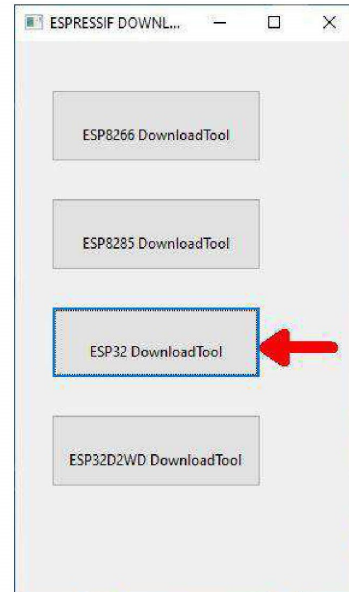 ESPRESSIF DOWNL...
ESP8266 DownloadTool
ESP8285 DownloadTool
ESP32 DownloadTool
ESP32D2WD DownloadTool